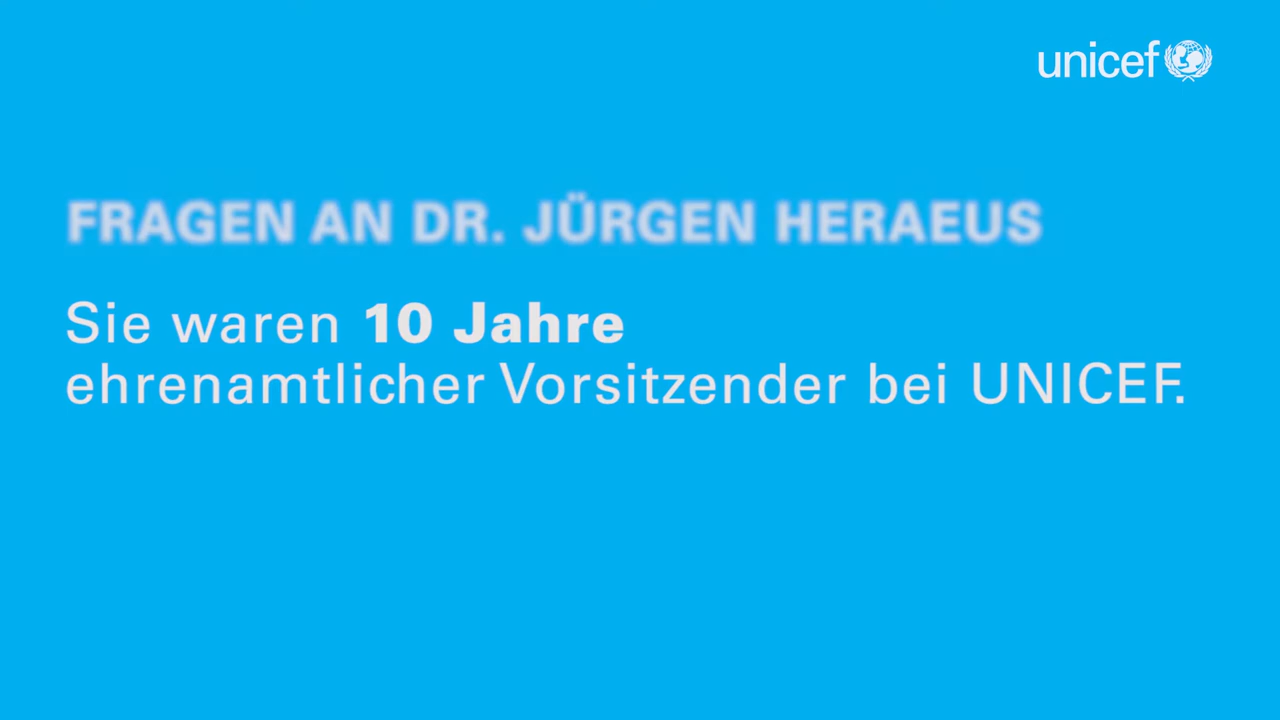 unicef
FRAGEN AN DR. JÜRGEN HERAEUS
Sie waren 10 Jahre
ehrenamtlicher Vorsitzender bei UNICEF.